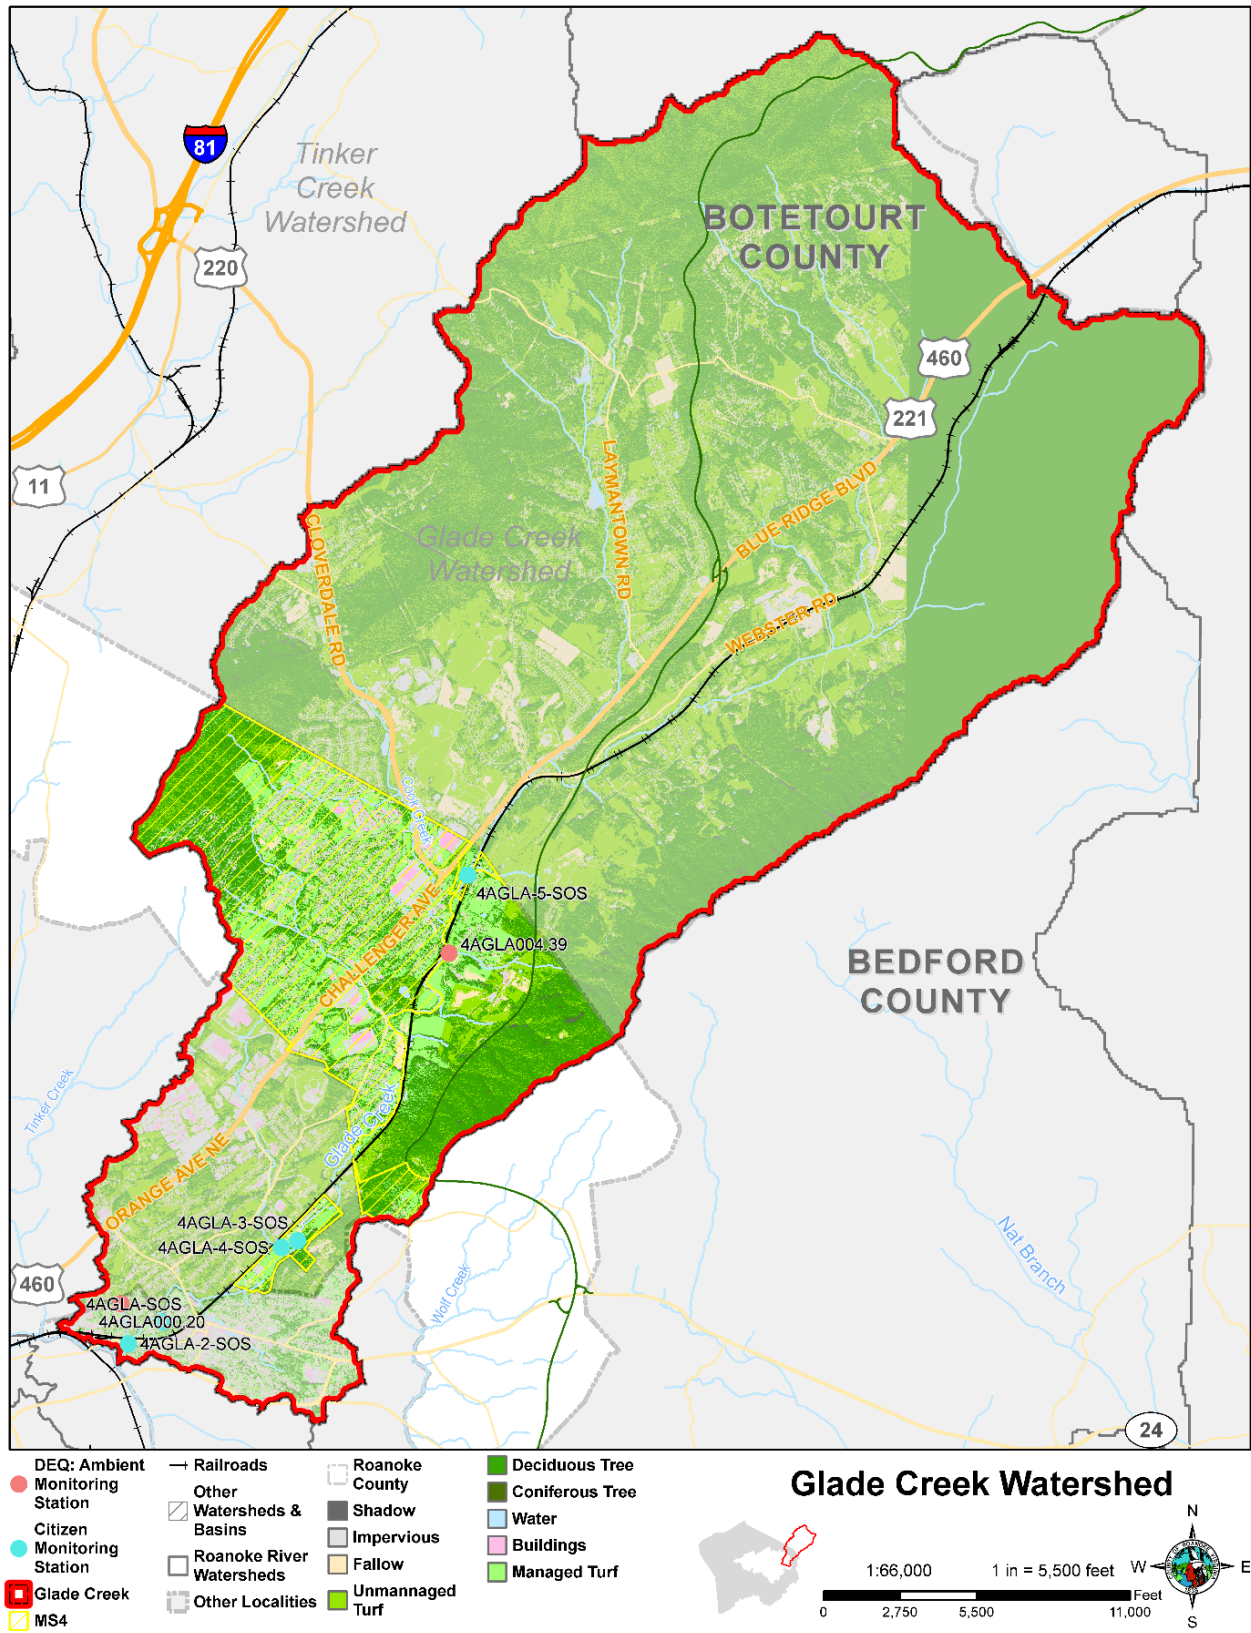 81
Tinker
Creek
Watershed
220
BOTETOURT
COUNTY
460
221
11
LAYMANTOWN RD
BLUE RIDGE BLVD
CLOVERDALE RD
Glade Creek
Watershed
WEBSTER RD
Cook Creek
4AGLA-5-SOS
CHALLENGER AVE
4AGLA004.39
BEDFORD
COUNTY
Tinker Creek
Glade Creek
ORANGE AVE NE
4AGLA-3-SOS
4AGLA-4-SOS
Nat Branch
Wolf Creek
460
4AGLA-SOS
4AGLA000.20
4AGLA-2-SOS
24
DEQ: Ambient
Monitoring
Station
Citizen
Monitoring
Station
Glade Creek
MS4
Railroads
Other
Watersheds &
Basins
Roanoke River
Watersheds
Other Localities
Roanoke
County
Shadow
Impervious
Fallow
Unmannaged
Turf
Deciduous Tree
Coniferous Tree
Water
Buildings
Managed Turf
Glade Creek Watershed
1:66,000 1 in = 5,500 feet
Feet
0 2,750 5,500 11,000
N
W E
S